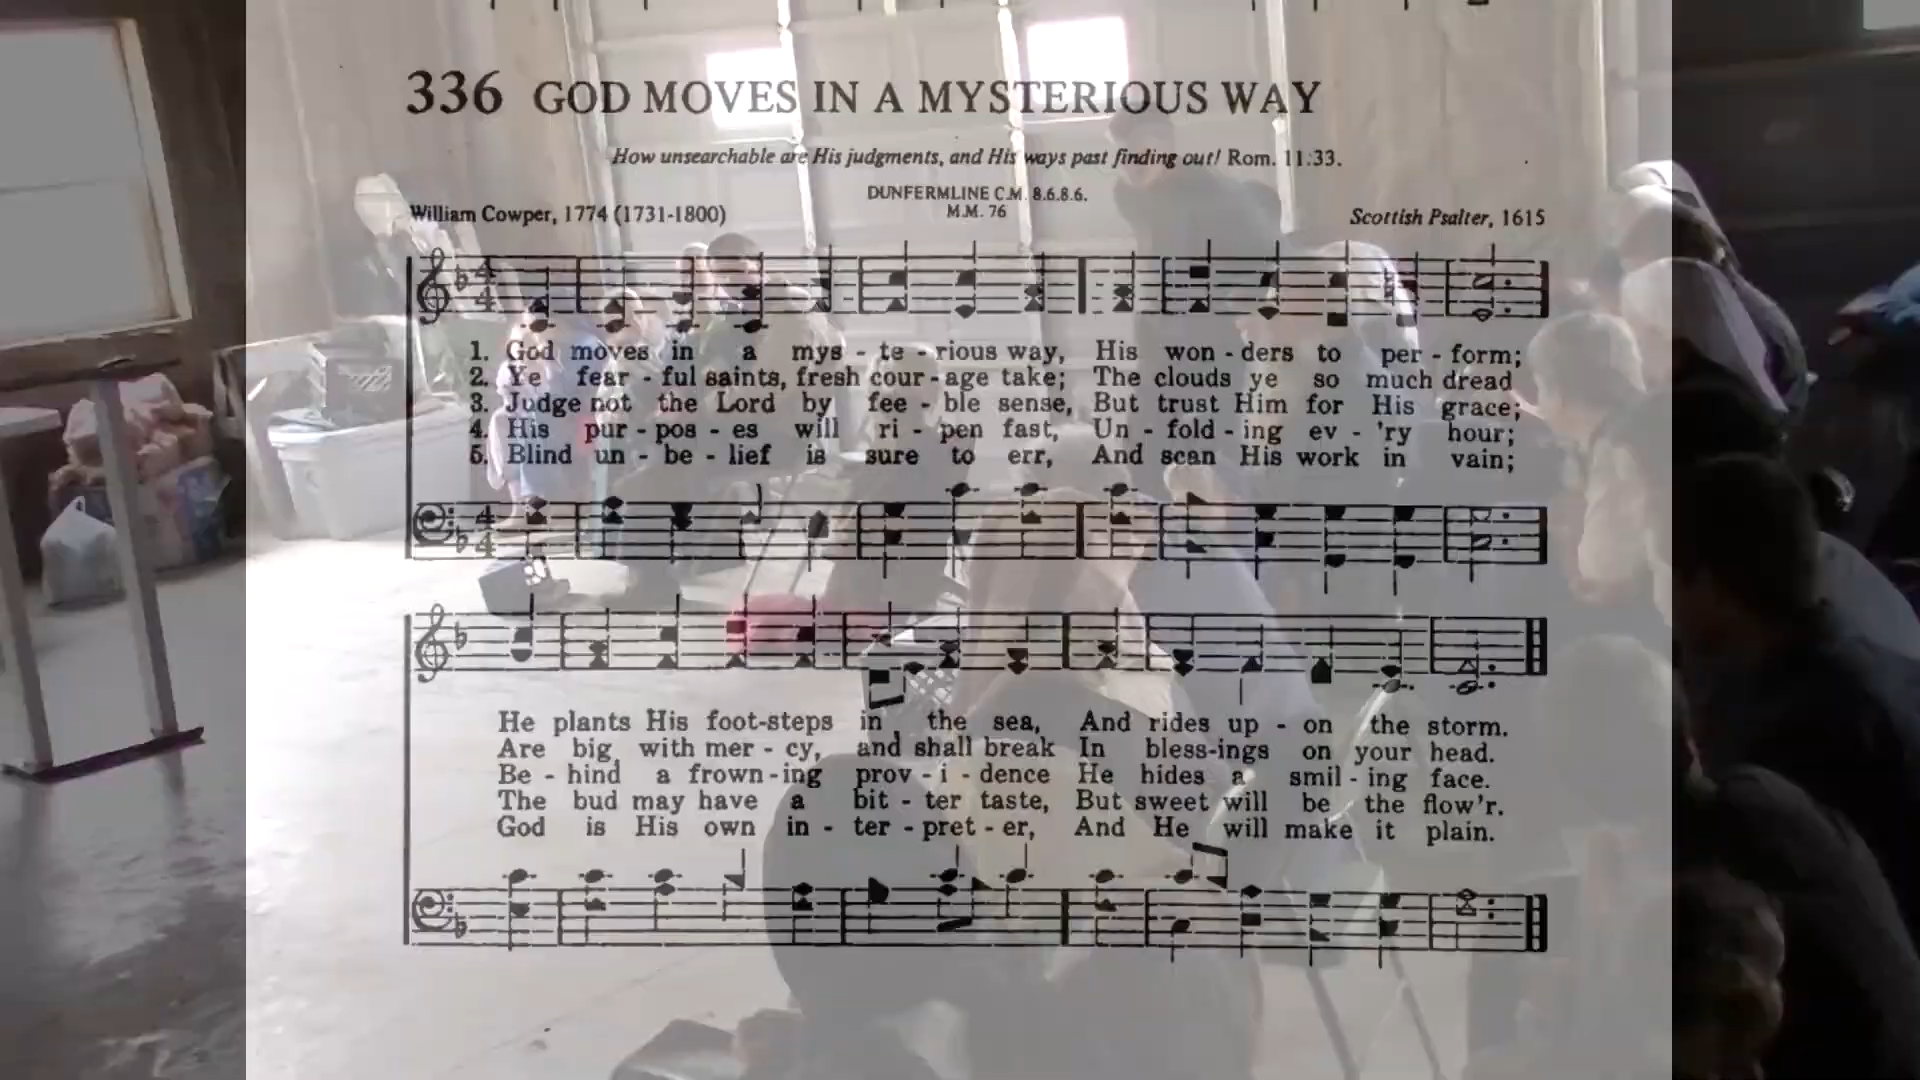 336 GOD MOVES IN A MYSTERIOUS WAY
How unsearchable are His judgments, and His ways past finding out! Rom. 11:33.
DUNFERMLINE C.M. 8.6.8.6.
William Cowper, 1774 (1731-1800) M.M. 76 Scottish Psalter, 1615
4 4
1. God moves in a mys - te - rious way, His won - ders to per - form;
2. Ye fear - ful saints, fresh cour - age take; The clouds ye so much dread
3. Judge not the Lord by fee - ble sense, But trust Him for His grace;
4. His pur - pos - es will ri - pen fast, Un - fold - ing ev - 'ry hour;
5. Blind un - be - lief is sure to err, And scan His work in vain;
4 4
He plants His foot-steps in the sea, And rides up - on the storm.
Are big with mer - cy, and shall break In bless-ings on your head.
Be - hind a frown - ing prov - i - dence He hides a smil - ing face.
The bud may have a bit - ter taste, But sweet will be the flow'r.
God is His own in - ter - pret - er, And He will make it plain.